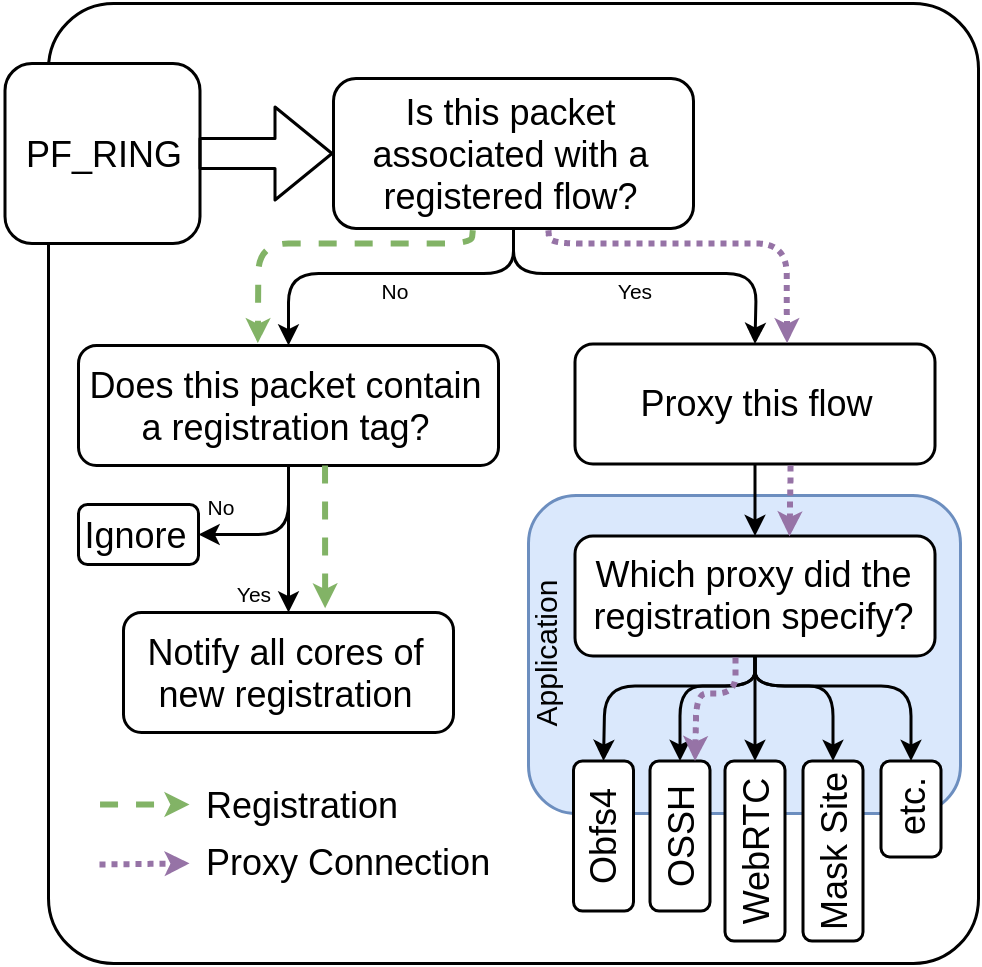 PF_RING
Is this packet
associated with a
registered flow?
No
Yes
Does this packet contain
a registration tag?
Proxy this flow
No
Ignore
Yes
Notify all cores of
new registration
Application
Which proxy did the
registration specify?
Obfs4
OSSH
WebRTC
Mask Site
etc.
Registration
Proxy Connection